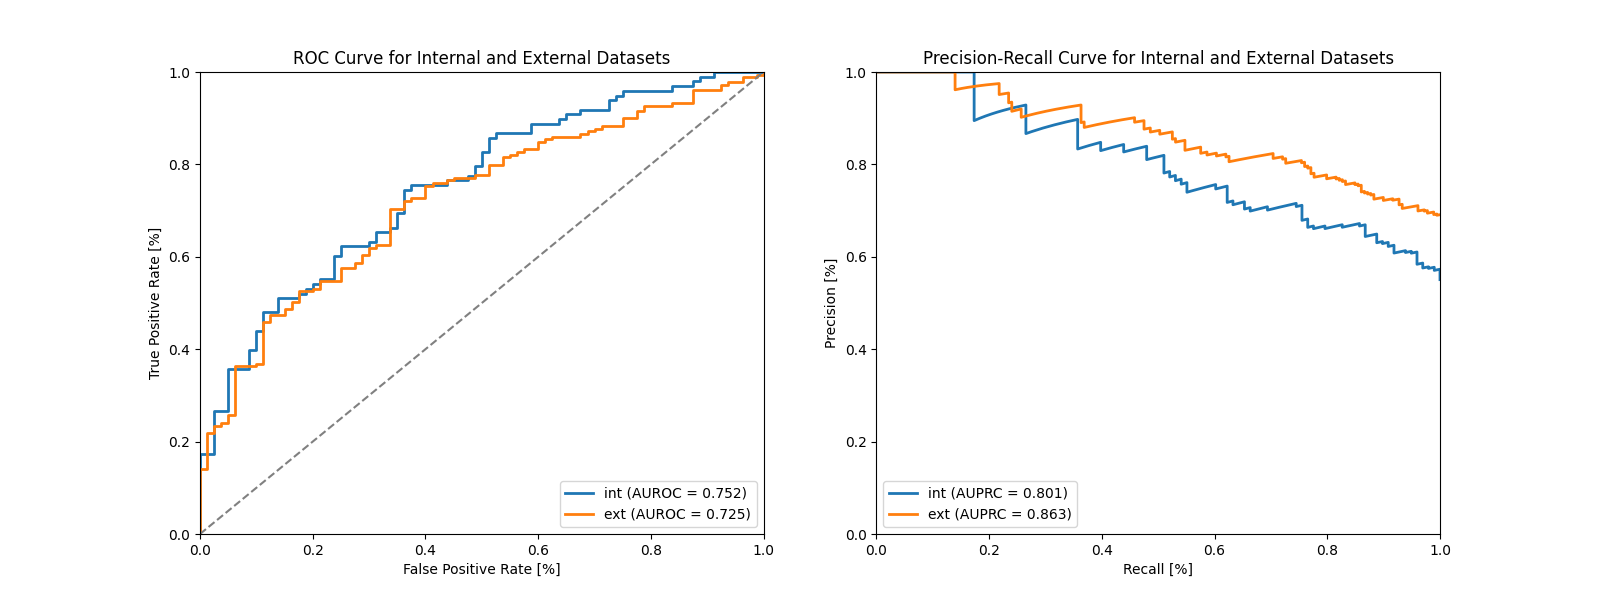 ROC Curve for Internal and External Datasets
1.0
0.8
0.6
0.4
0.2
0.0
True Positive Rate [%]
int (AUROC = 0.752)
ext (AUROC = 0.725)
0.0 0.2 0.4 0.6 0.8 1.0
False Positive Rate [%]
Precision-Recall Curve for Internal and External Datasets
1.0
0.8
0.6
0.4
0.2
0.0
Precision [%]
int (AUPRC = 0.801)
ext (AUPRC = 0.863)
0.0 0.2 0.4 0.6 0.8 1.0
Recall [%]